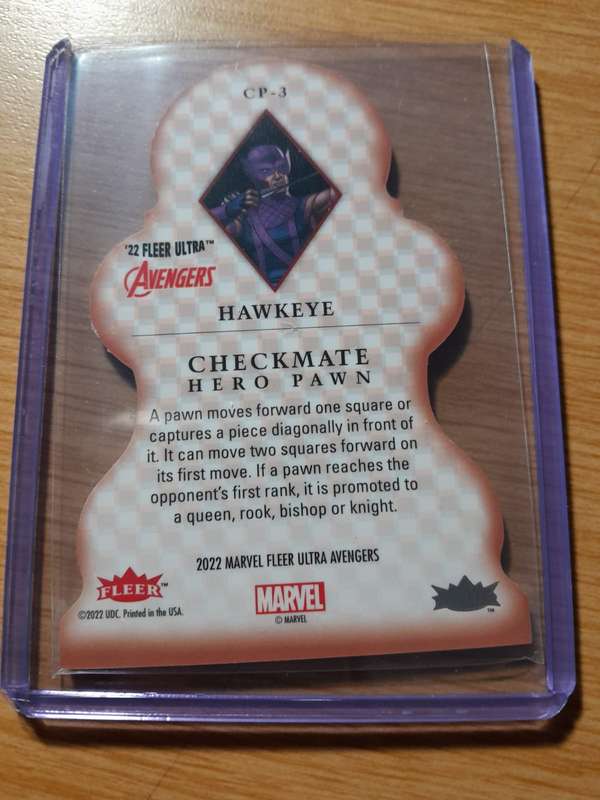 CP-3
'22 FLEER ULTRA™
AVENGERS
HAWKEYE
CHECKMATE
HERO PAWN
A pawn moves forward one square or
captures a piece diagonally in front of
it. It can move two squares forward on
its first move. If a pawn reaches the
opponent's first rank, it is promoted to
a queen, rook, bishop or knight.
2022 MARVEL FLEER ULTRA AVENGERS
FLEER™
©2022 UDC. Printed in the USA.
MARVEL
© MARVEL
™